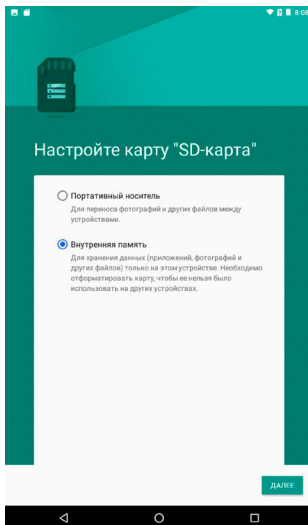 8:08
Настройте карту "SD-карта"
Портативный носитель
Для переноса фотографий и других файлов между
устройствами.
Внутренняя память
Для хранения данных (приложений, фотографий и
других файлов) только на этом устройстве. Необходимо
отформатировать карту, чтобы ее нельзя было
использовать на других устройствах.
ДАЛЕЕ